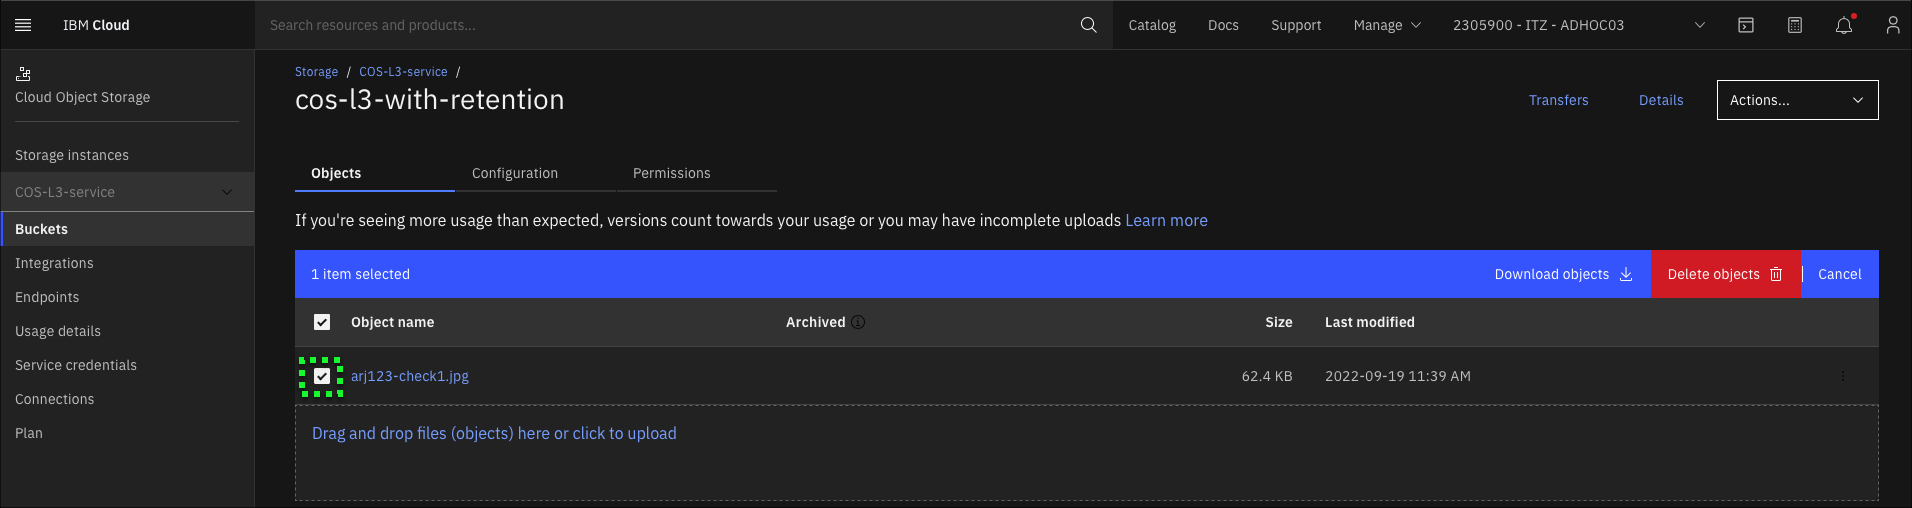 IBM Cloud
Search resources and products...
Catalog
Docs
Support
Manage
2305900 - ITZ - ADHOC03
Cloud Object Storage
Storage instances
COS-L3-service
Buckets
Integrations
Endpoints
Usage details
Service credentials
Connections
Plan
Storage / COS-L3-service /
cos-l3-with-retention
Transfers
Details
Actions...
Objects
Configuration
Permissions
If you're seeing more usage than expected, versions count towards your usage or you may have incomplete uploads Learn more
1 item selected
Download objects
Delete objects
Cancel
Object name
Archived
Size
Last modified
arj123-check1.jpg
62.4 KB
2022-09-19 11:39 AM
Drag and drop files (objects) here or click to upload